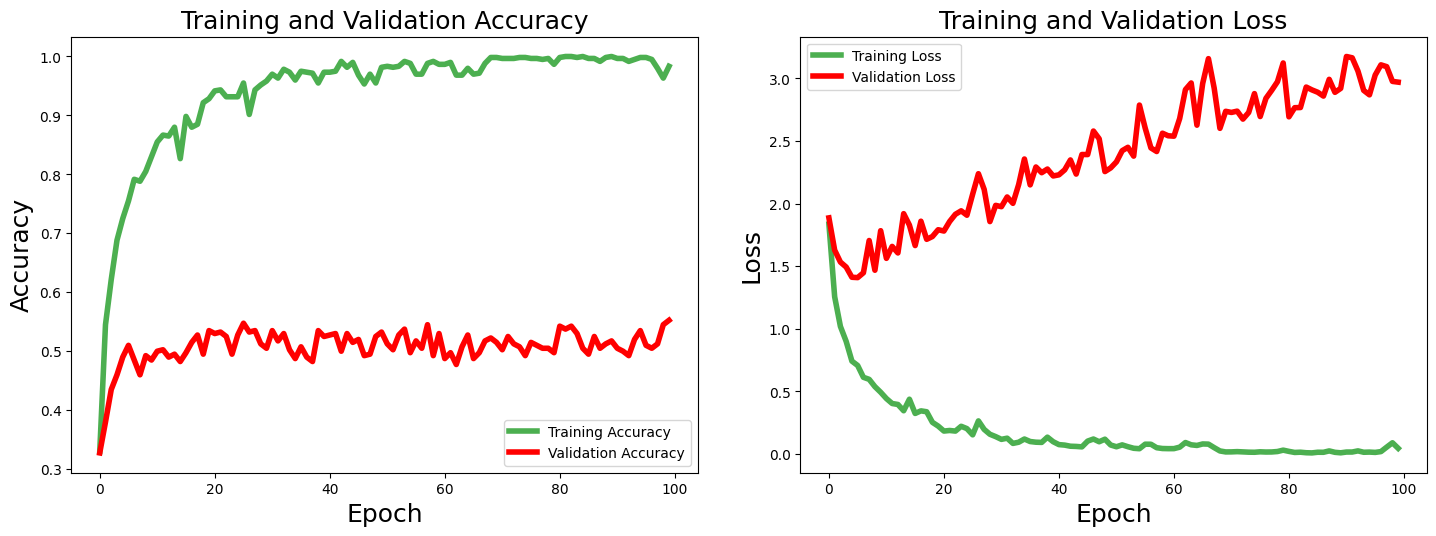 Training and Validation Accuracy
1.0
0.9
0.8
0.7
0.6
0.5
0.4
0.3
Accuracy
0 20 40 60 80 100
Epoch
Training Accuracy
Validation Accuracy
Training and Validation Loss
Training Loss
Validation Loss
3.0
2.5
2.0
1.5
1.0
0.5
0.0
Loss
0 20 40 60 80 100
Epoch